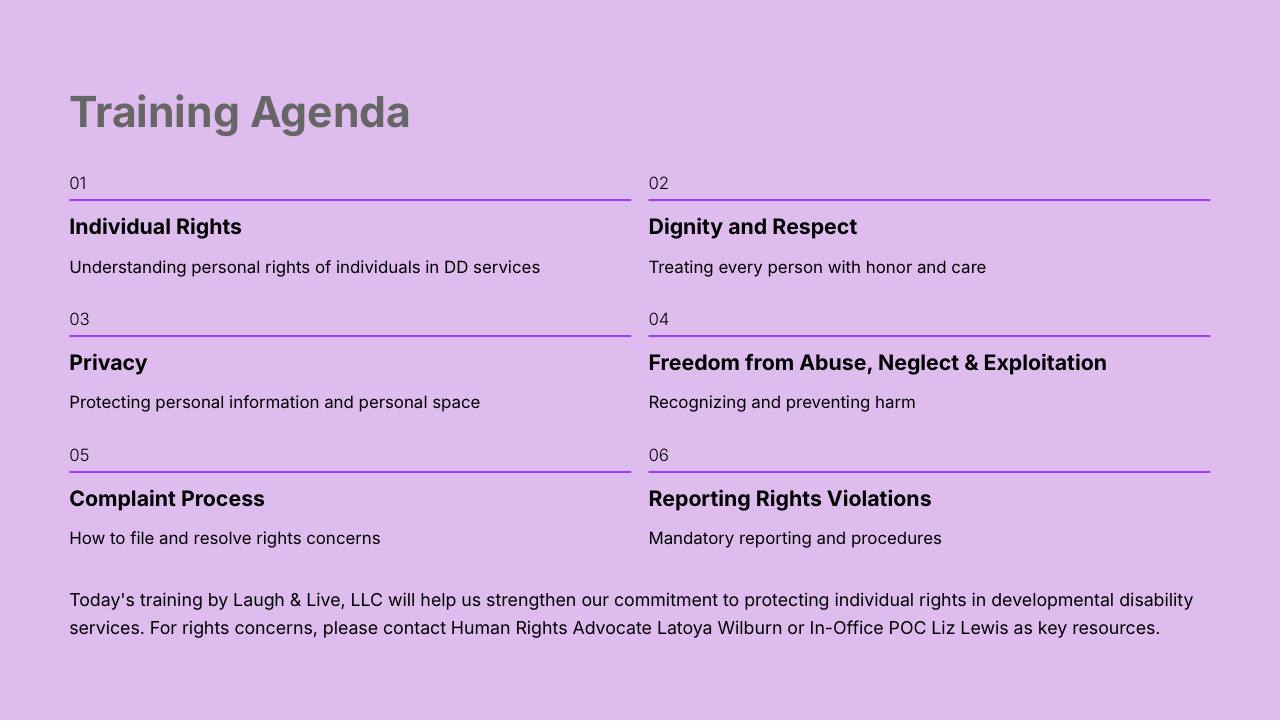 Training Agenda
01
Individual Rights
Understanding personal rights of individuals in DD services
02
Dignity and Respect
Treating every person with honor and care
03
Privacy
Protecting personal information and personal space
04
Freedom from Abuse, Neglect & Exploitation
Recognizing and preventing harm
05
Complaint Process
How to file and resolve rights concerns
06
Reporting Rights Violations
Mandatory reporting and procedures
Today's training by Laugh & Live, LLC will help us strengthen our commitment to protecting individual rights in developmental disability
services. For rights concerns, please contact Human Rights Advocate Latoya Wilburn or In-Office POC Liz Lewis as key resources.